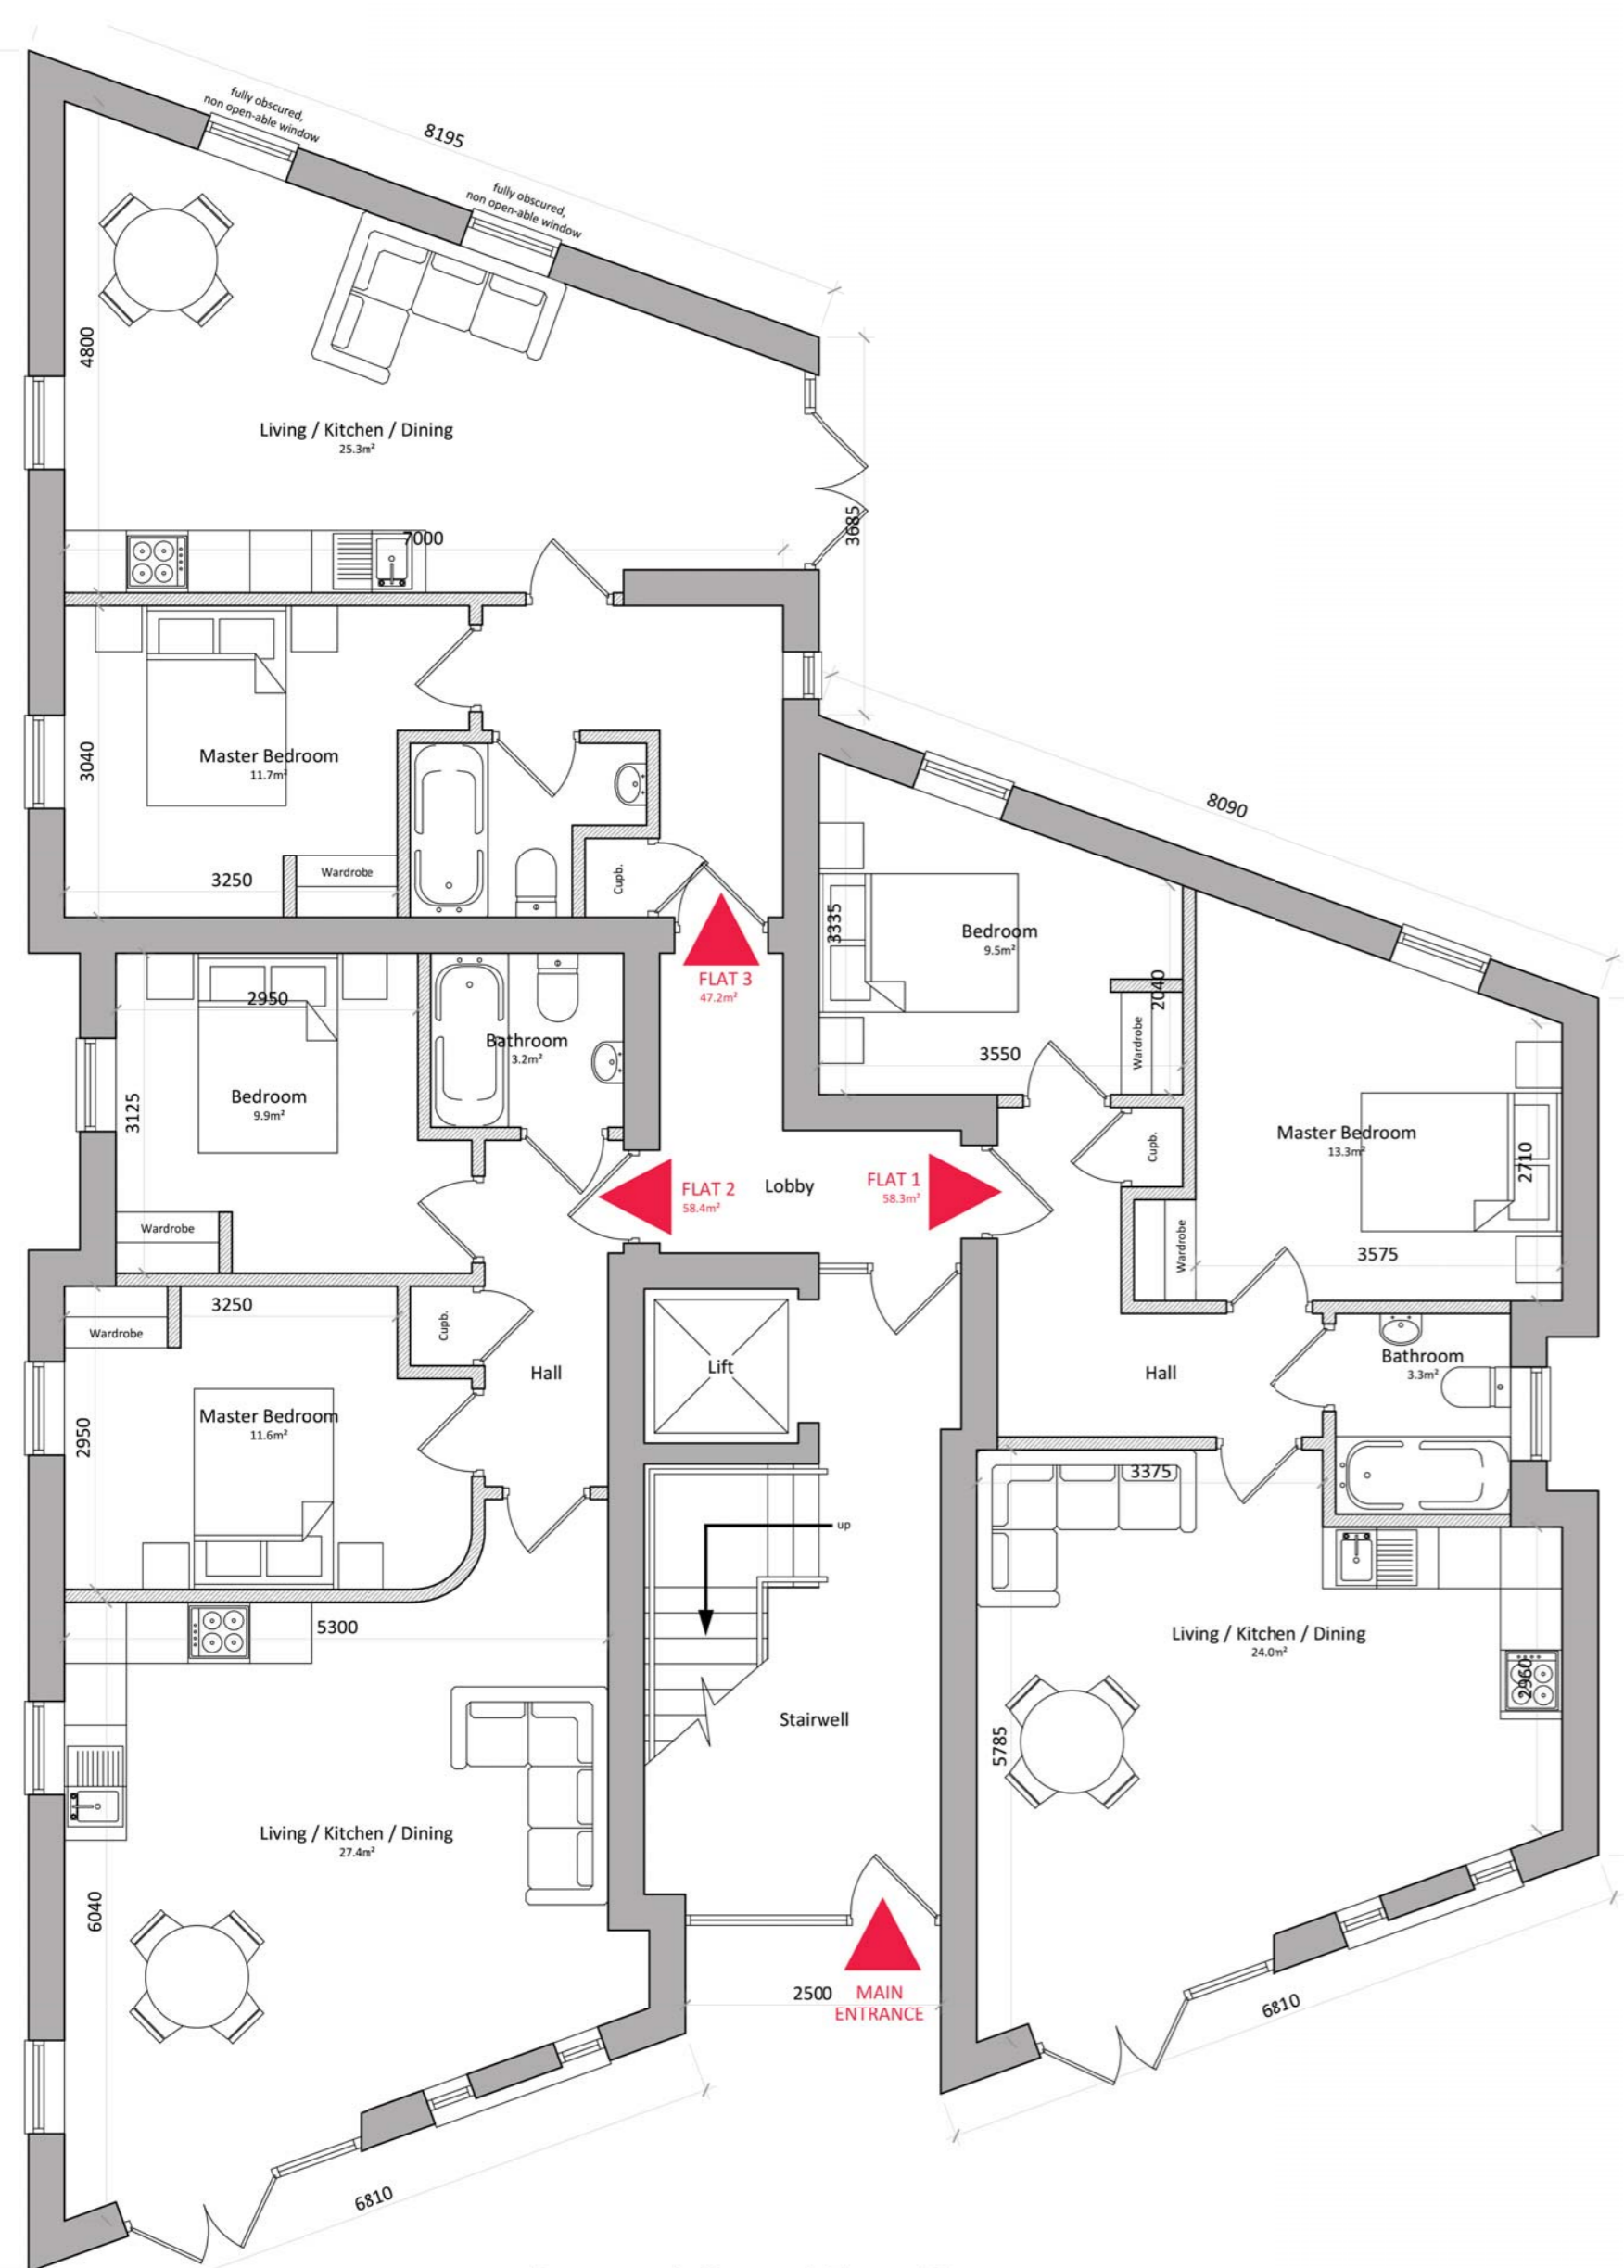 fully obscured,
non open-able window
8195
fully obscured,
non open-able window
4800
Living / Kitchen / Dining
25.3m²
7000
3685
3040
Master Bedroom
11.7m²
3250
Wardrobe
Cupb.
8090
FLAT 3
47.2m²
3335
Bedroom
9.5m²
2040
Wardrobe
3550
2950
Bathroom
3.2m²
Bedroom
9.9m²
3125
Wardrobe
Cupb.
Master Bedroom
13.3m²
2710
FLAT 2
58.4m²
Lobby
FLAT 1
58.3m²
Wardrobe
3575
3250
Wardrobe
Cupb.
Hall
Lift
Hall
Bathroom
3.3m²
Master Bedroom
11.6m²
2950
3375
up
5300
Living / Kitchen / Dining
24.0m²
2960
Stairwell
5785
Living / Kitchen / Dining
27.4m²
6040
2500
MAIN
ENTRANCE
6810
6810